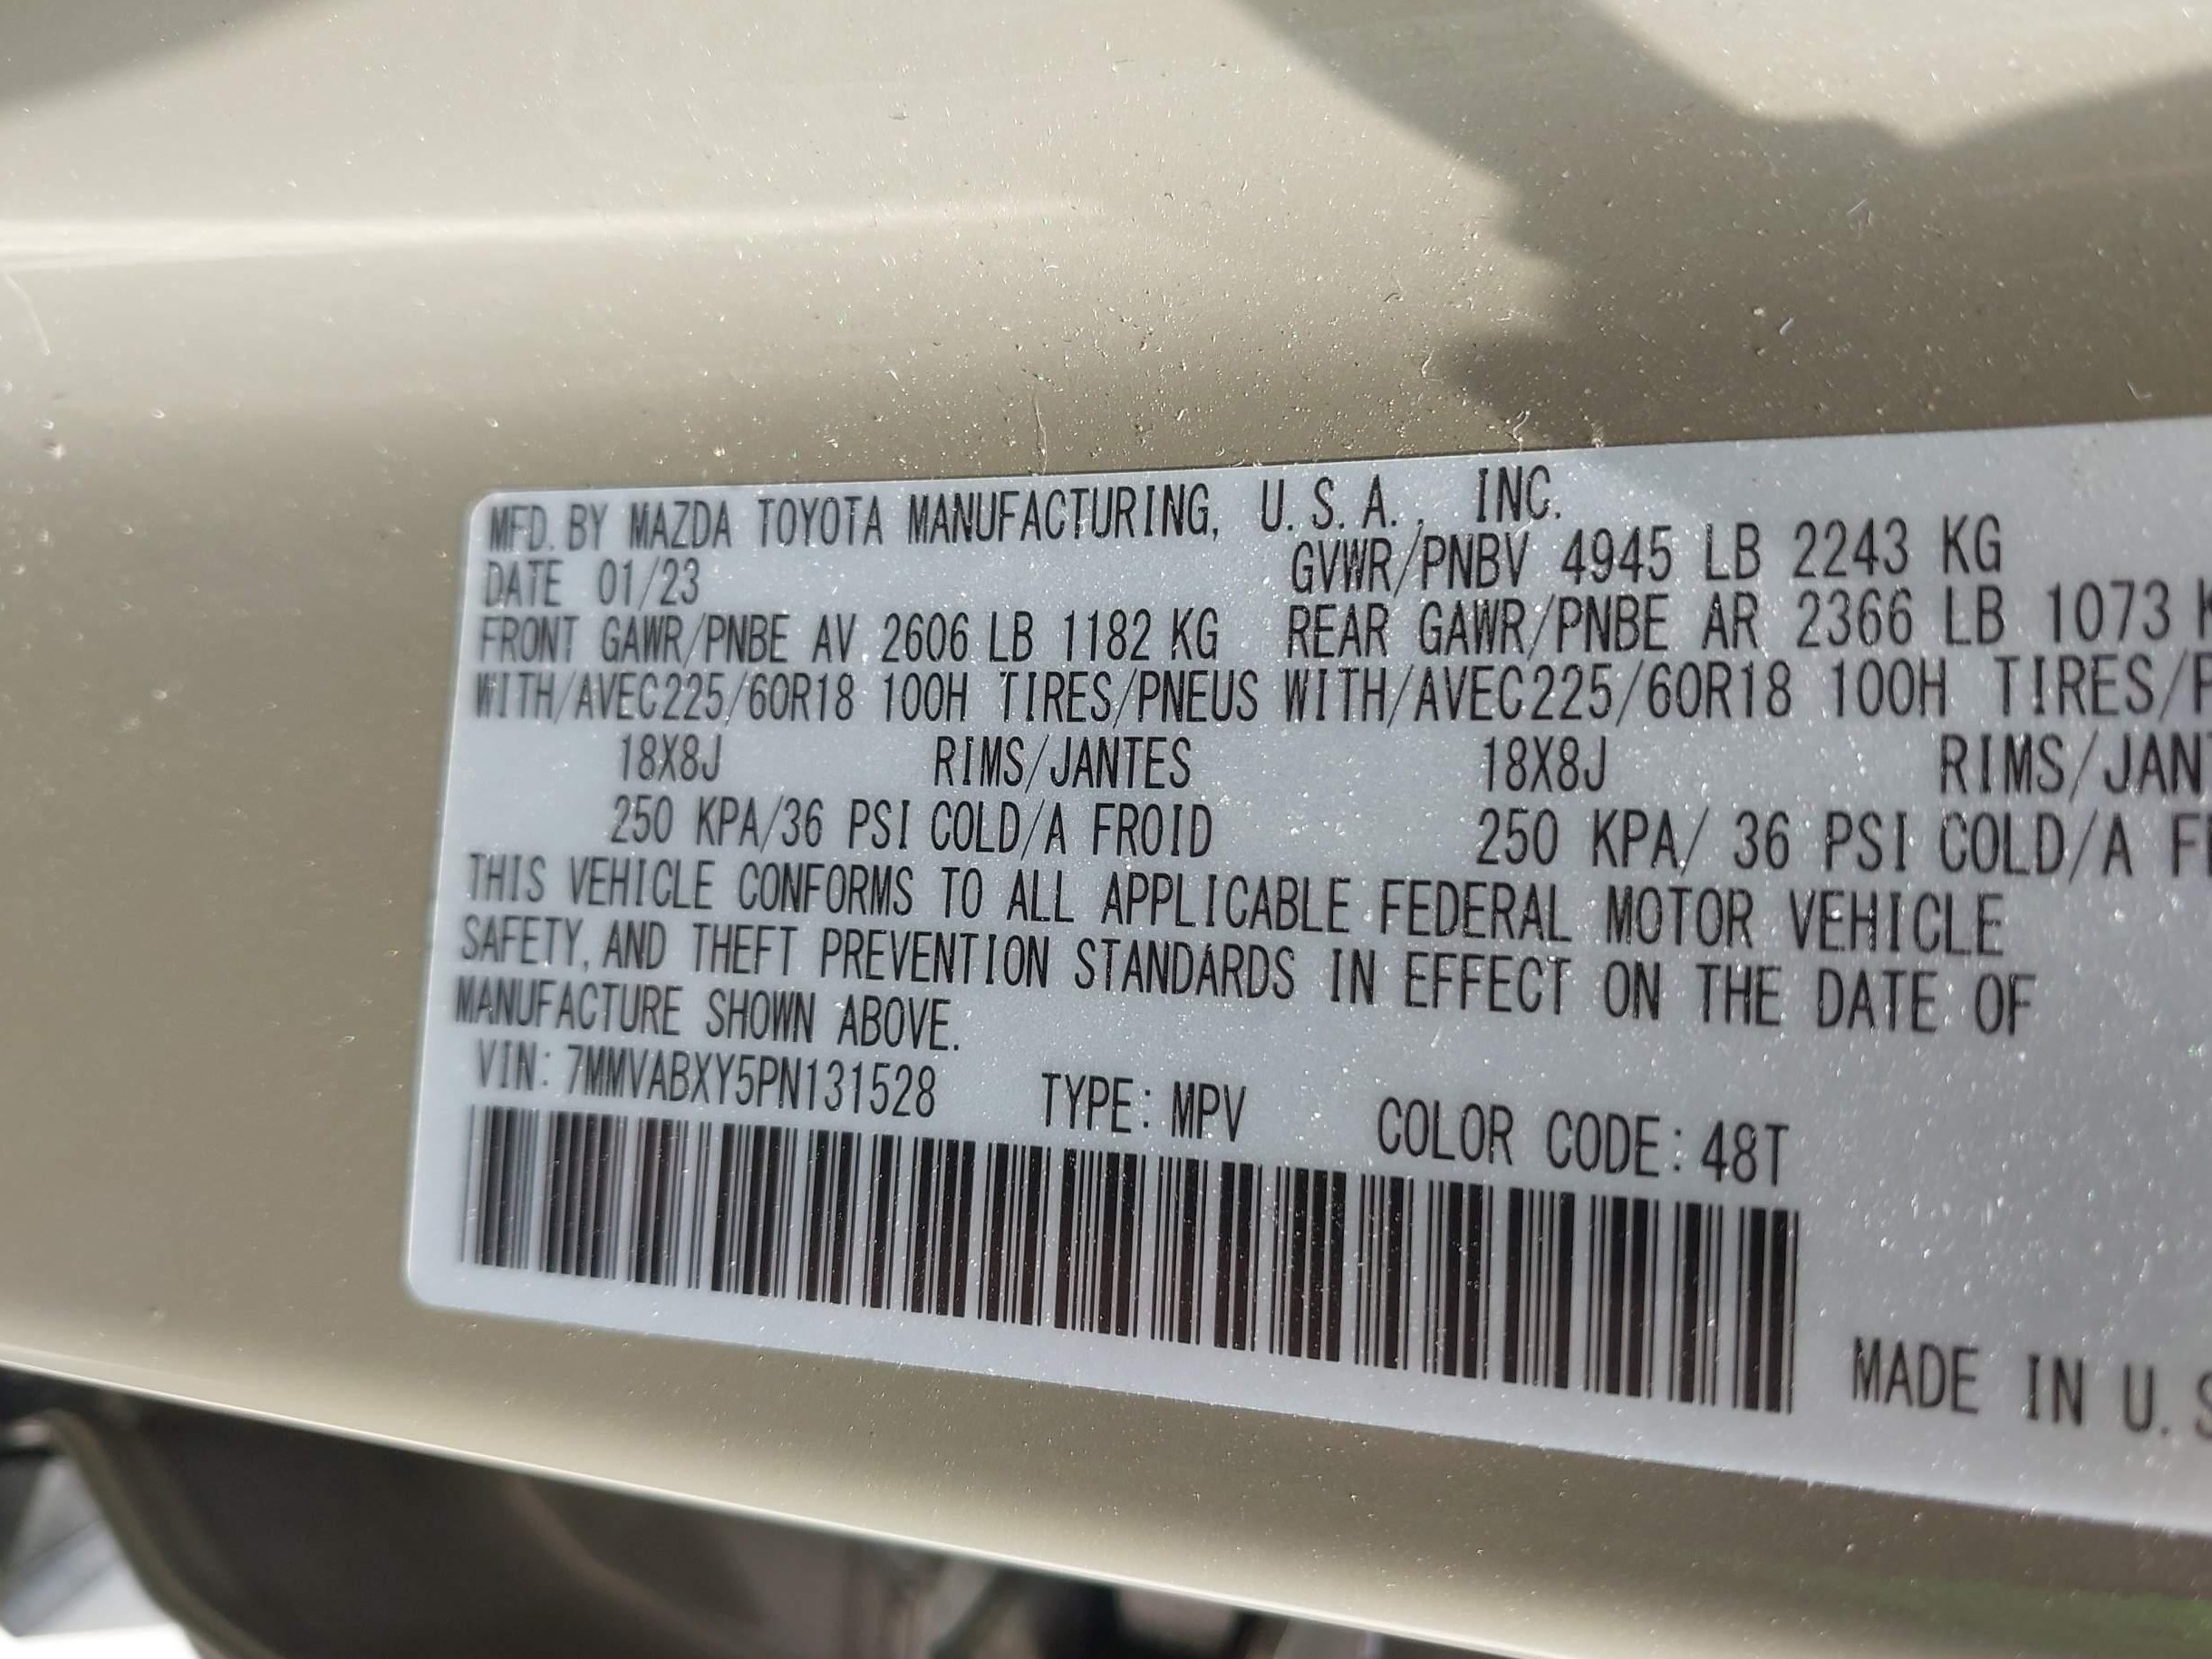 MFD. BY MAZDA TOYOTA MANUFACTURING, U.S.A., INC.
DATE 01/23 GVWR/PNBV 4945 LB 2243 KG
FRONT GAWR/PNBE AV 2606 LB 1182 KG REAR GAWR/PNBE AR 2366 LB 1073 K
WITH/AVEC225/60R18 100H TIRES/PNEUS WITH/AVEC225/60R18 100H TIRES/P
18X8J RIMS/JANTES 18X8J RIMS/JANT
250 KPA/36 PSI COLD/A FROID 250 KPA/ 36 PSI COLD/A F
THIS VEHICLE CONFORMS TO ALL APPLICABLE FEDERAL MOTOR VEHICLE
SAFETY, AND THEFT PREVENTION STANDARDS IN EFFECT ON THE DATE OF
MANUFACTURE SHOWN ABOVE.
VIN: 7MMVABXY5PN131528 TYPE: MPV COLOR CODE: 48T
MADE IN U.S